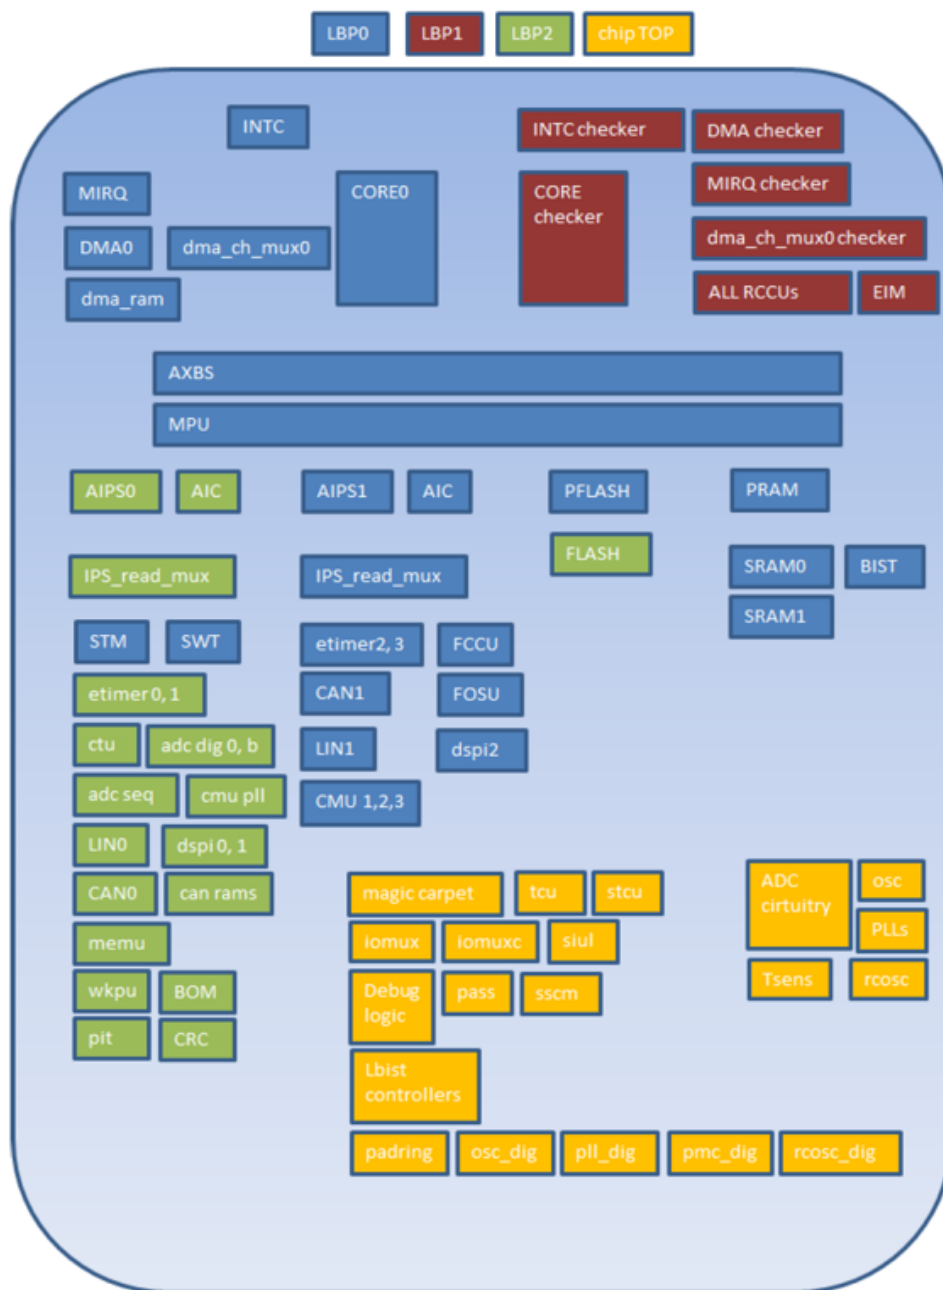 LBP0 LBP1 LBP2 chip TOP
INTC INTC checker DMA checker
MIRQ CORE0 CORE MIRQ checker
checker
DMA0 dma_ch_mux0 dma_ch_mux0 checker
dma_ram ALL RCCUs EIM
AXBS
MPU
AIPS0 AIC AIPS1 AIC PFLASH PRAM
FLASH
IPS_read_mux IPS_read_mux SRAM0 BIST
SRAM1
STM SWT etimer2, 3 FCCU
etimer 0, 1 CAN1 FOSU
ctu adc dig 0, b LIN1 dspi2
adc seq cmu pll CMU 1,2,3
LIN0 dspi 0, 1
CAN0 can rams magic carpet tcu stcu ADC osc
cirtuitry
memu iomux iomuxc siul PLLs
wkpu BOM Debug pass sscm Tsens rcosc
logic
pit CRC
Lbist
controllers
padring osc_dig pll_dig pmc_dig rcosc_dig